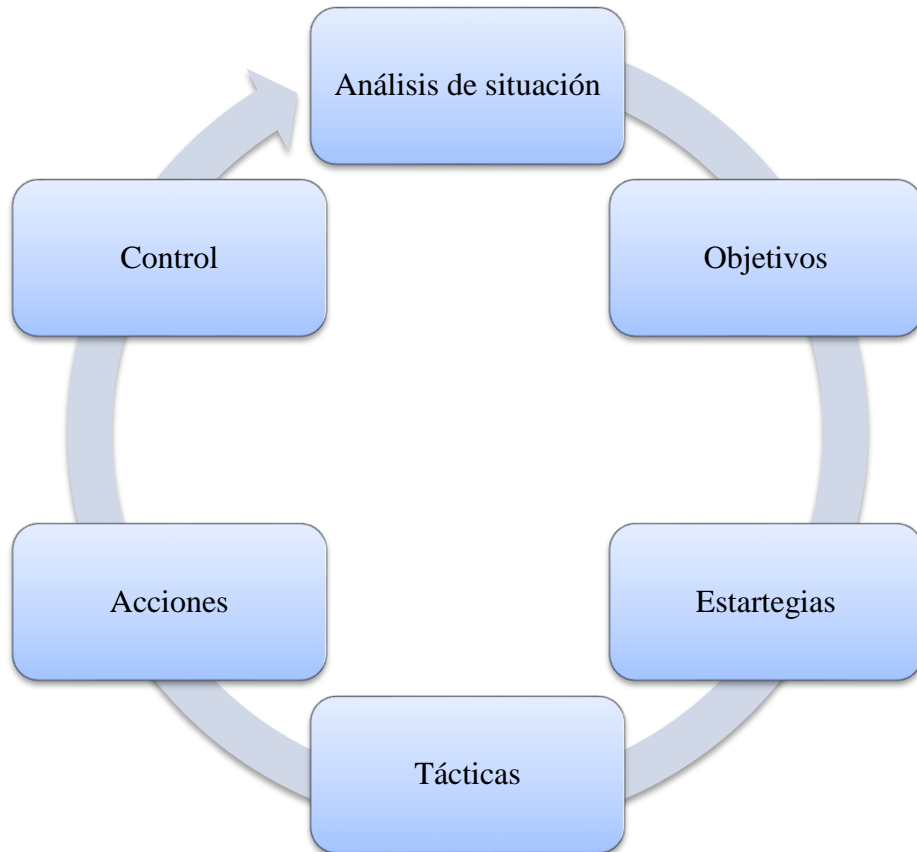 Análisis de situación
Objetivos
Estartegias
Tácticas
Acciones
Control